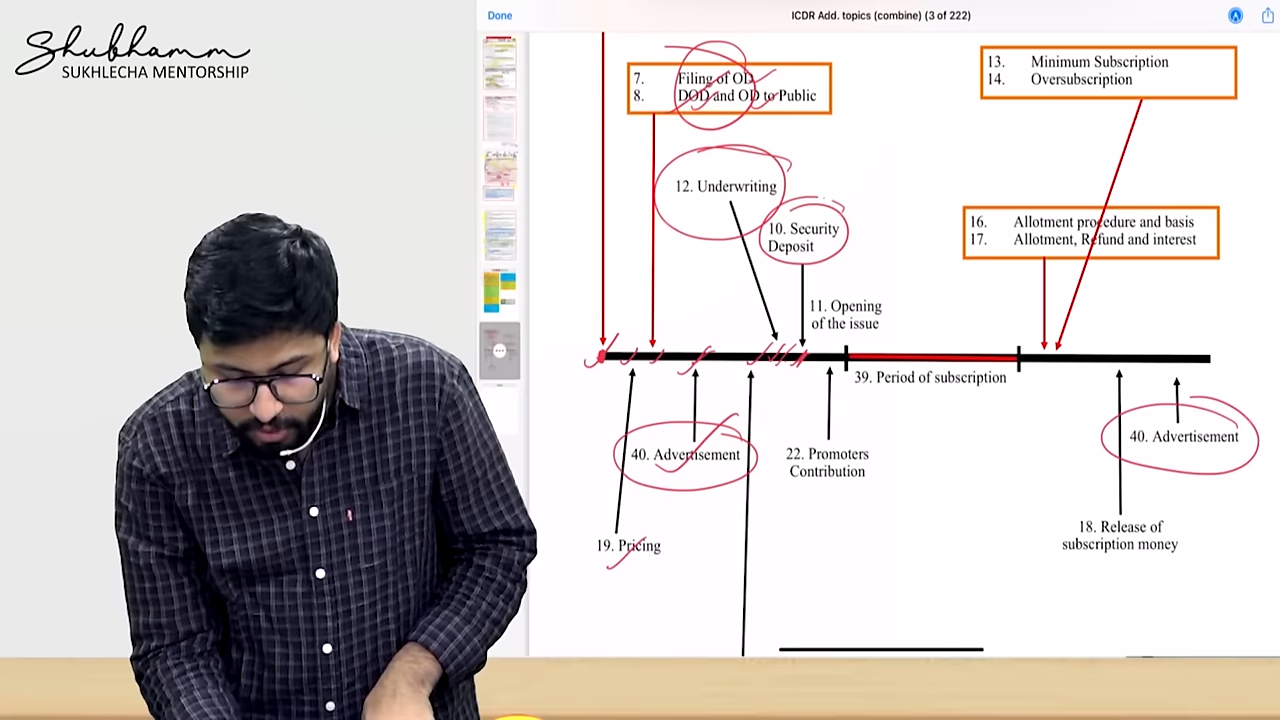 Shubhamm
SUKHLECHA MENTORSHIP
Done
ICDR Add. topics (combine) (3 of 222)
7. Filing of OD
8. DOD and OD to Public
13. Minimum Subscription
14. Oversubscription
12. Underwriting
10. Security
Deposit
16. Allotment procedure and basis
17. Allotment, Refund and interest
11. Opening
of the issue
39. Period of subscription
40. Advertisement
22. Promoters
Contribution
40. Advertisement
19. Pricing
18. Release of
subscription money